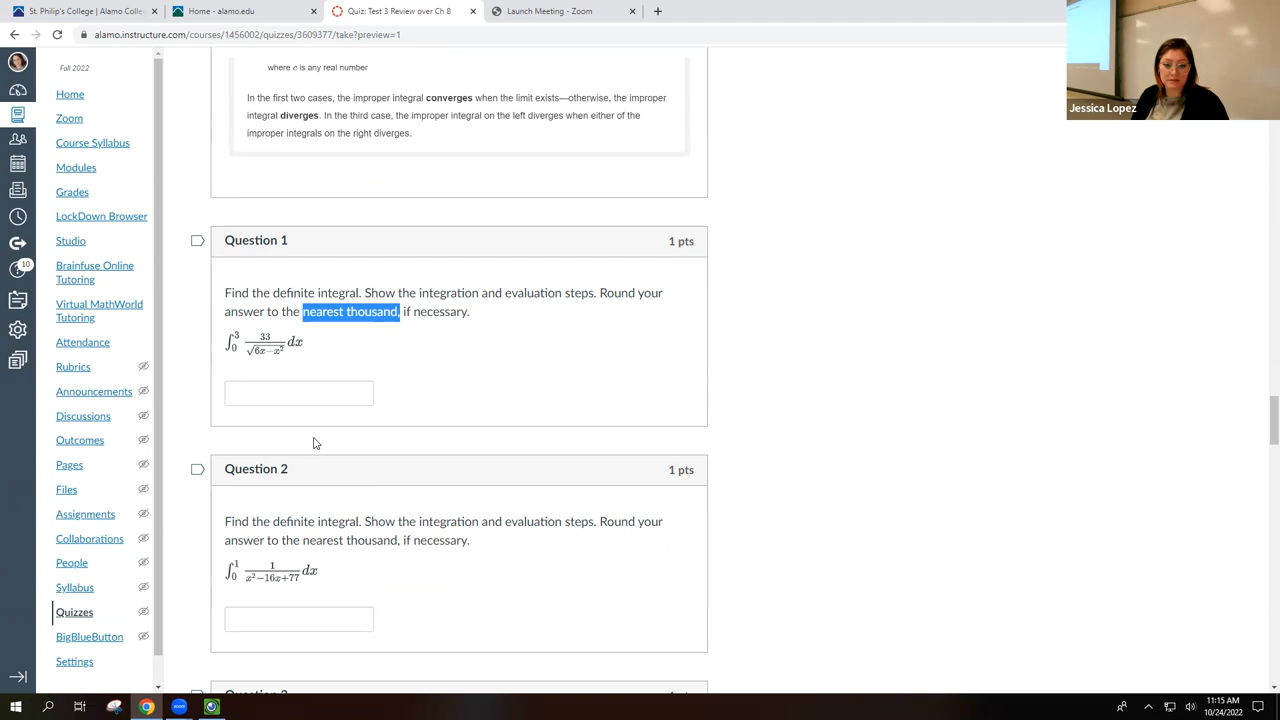 St. Philip's College | Alamo Colle
Home - alamo.edu
Quiz: Test 3 Review over Ch 8
Launch Meeting - Zoom
alamo.instructure.com/courses/1456002/quizzes/3609377/take?preview=1
Jessica Lopez
Fall 2022
Home
Zoom
Course Syllabus
Modules
Grades
LockDown Browser
Studio
Brainfuse Online
Tutoring
Virtual MathWorld
Tutoring
Attendance
Rubrics
Announcements
Discussions
Outcomes
Pages
Files
Assignments
Collaborations
People
Syllabus
Quizzes
BigBlueButton
Settings
10
where c is any real number
In the first two cases, the improper integral converges when the limit exists—otherwise, the improper
integral diverges. In the third case, the improper integral on the left diverges when either of the
improper integrals on the right diverges.
Question 1
1 pts
Find the definite integral. Show the integration and evaluation steps. Round your
answer to the nearest thousand, if necessary.
∫₀³ 33/√(6x−x²) dx
Question 2
1 pts
Find the definite integral. Show the integration and evaluation steps. Round your
answer to the nearest thousand, if necessary.
∫₀¹ 1/(x²−16x+77) dx
11:15 AM
10/24/2022